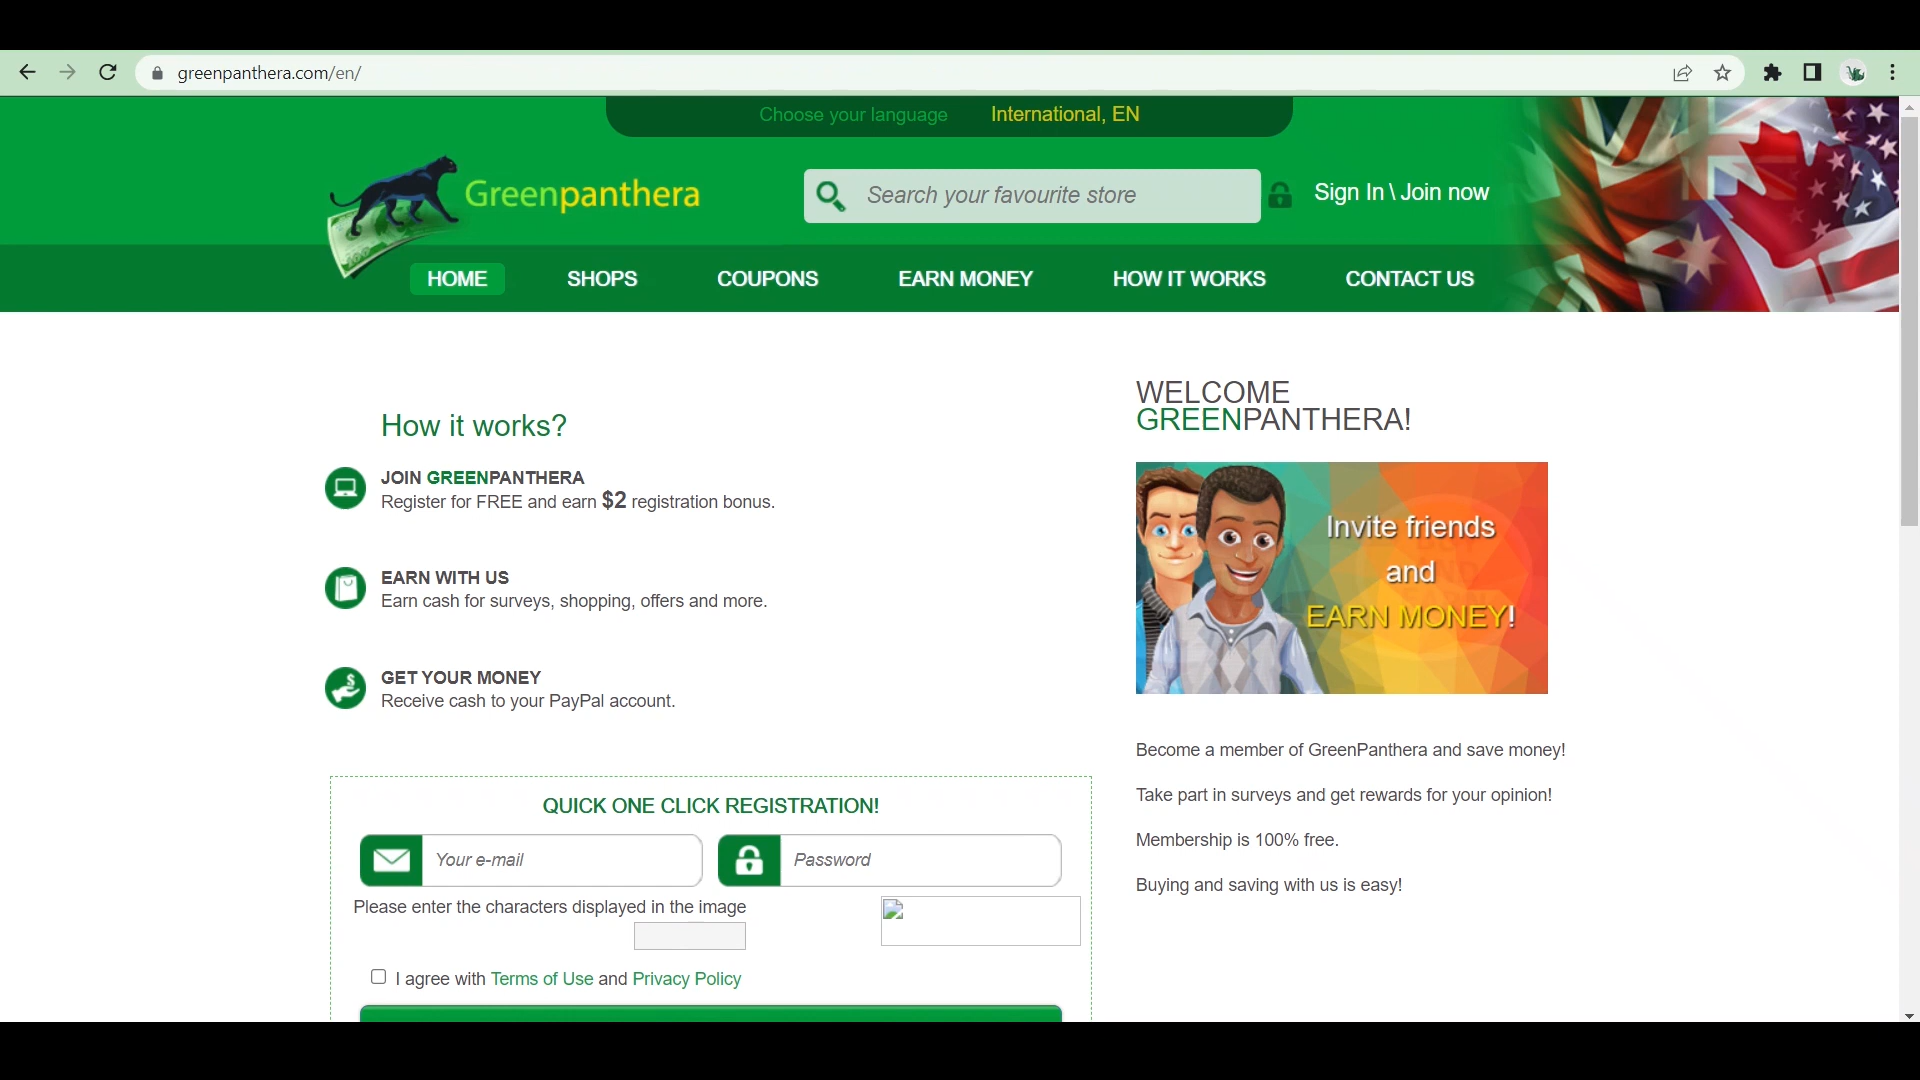 greenpanthera.com/en/
Choose your language International, EN
Greenpanthera
Search your favourite store
Sign In \ Join now
HOME SHOPS COUPONS EARN MONEY HOW IT WORKS CONTACT US
How it works?
JOIN GREENPANTHERA
Register for FREE and earn $2 registration bonus.
EARN WITH US
Earn cash for surveys, shopping, offers and more.
GET YOUR MONEY
Receive cash to your PayPal account.
QUICK ONE CLICK REGISTRATION!
Your e-mail Password
Please enter the characters displayed in the image
I agree with Terms of Use and Privacy Policy
WELCOME
GREENPANTHERA!
Invite friends
and
EARN MONEY!
Become a member of GreenPanthera and save money!
Take part in surveys and get rewards for your opinion!
Membership is 100% free.
Buying and saving with us is easy!